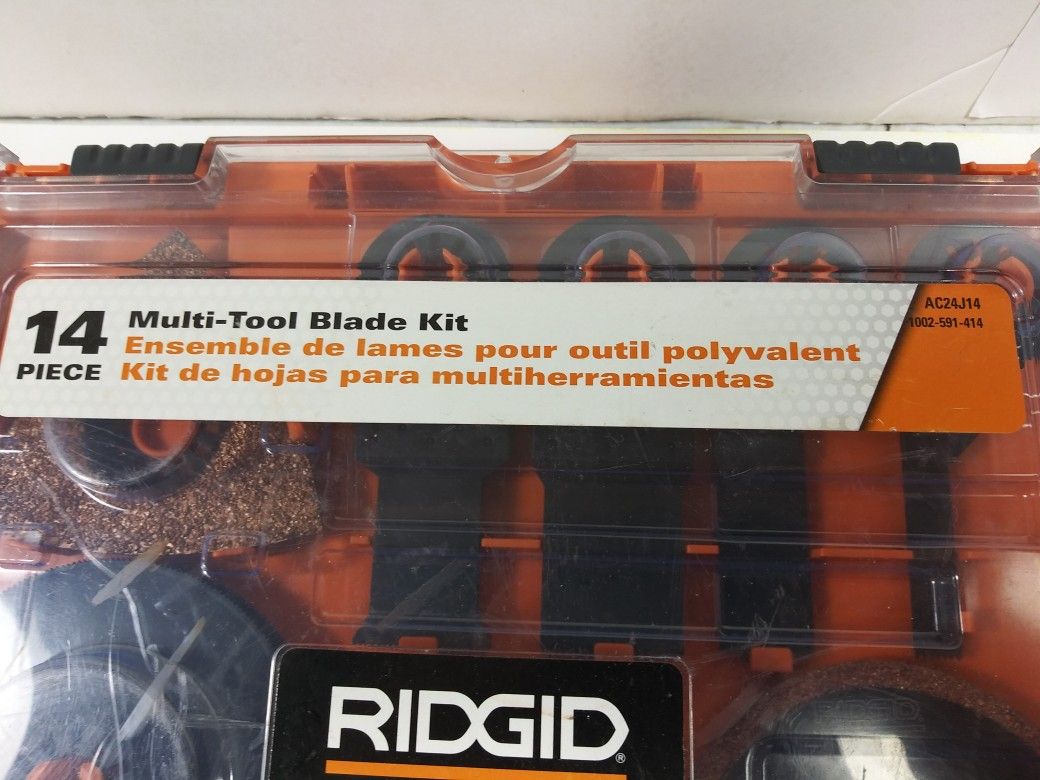 14
PIECE
Multi-Tool Blade Kit
Ensemble de lames pour outil polyvalent
Kit de hojas para multiherramientas
AC24J14
1002-591-414
RIDGID®
RIDGID